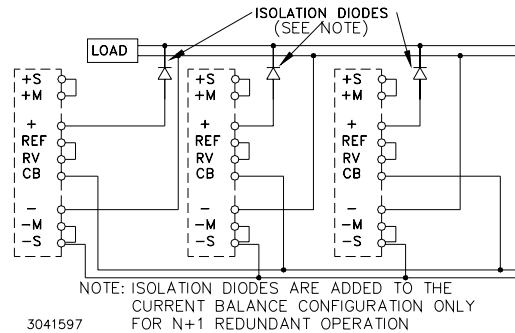 ISOLATION DIODES
(SEE NOTE)
LOAD
+S +S +S
+M +M +M
+ + +
REF REF REF
RV RV RV
CB CB CB
− − −
−M −M −M
−S −S −S
NOTE: ISOLATION DIODES ARE ADDED TO THE
CURRENT BALANCE CONFIGURATION ONLY
3041597 FOR N+1 REDUNDANT OPERATION